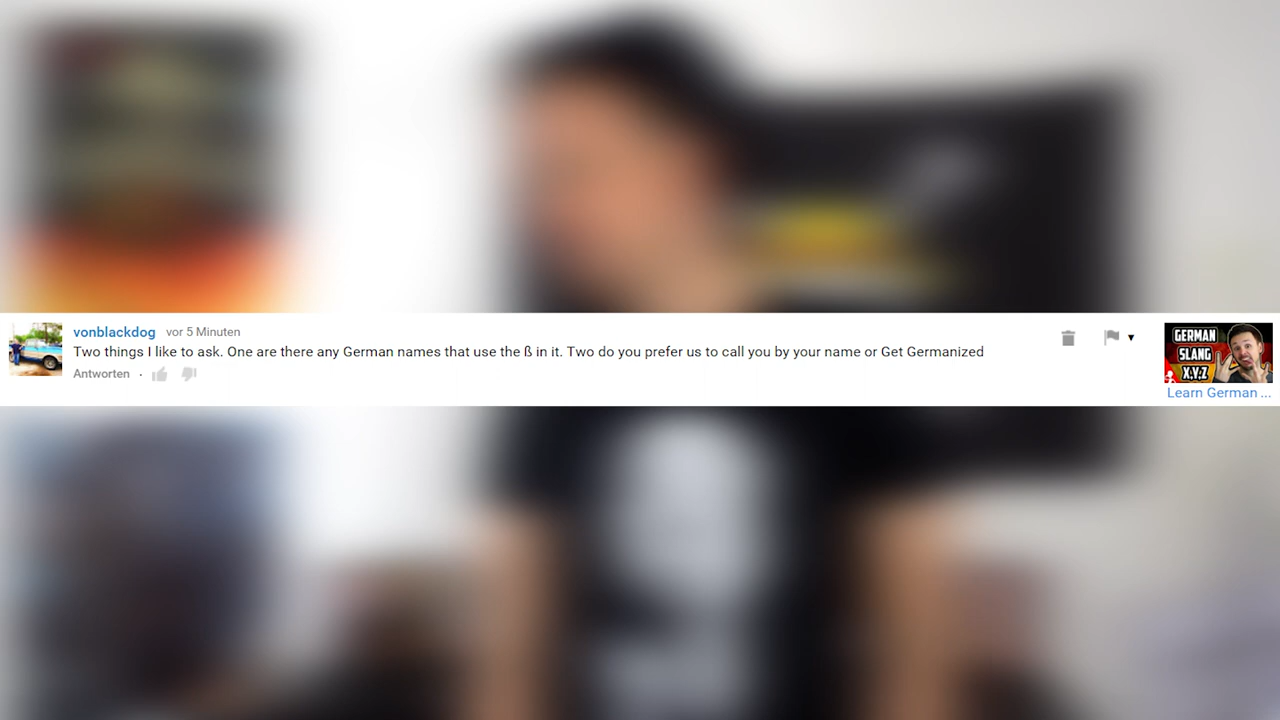 vonblackdog vor 5 Minuten
Two things I like to ask. One are there any German names that use the ß in it. Two do you prefer us to call you by your name or Get Germanized
Antworten ·
GERMAN
SLANG
X,Y,Z
Learn German ...